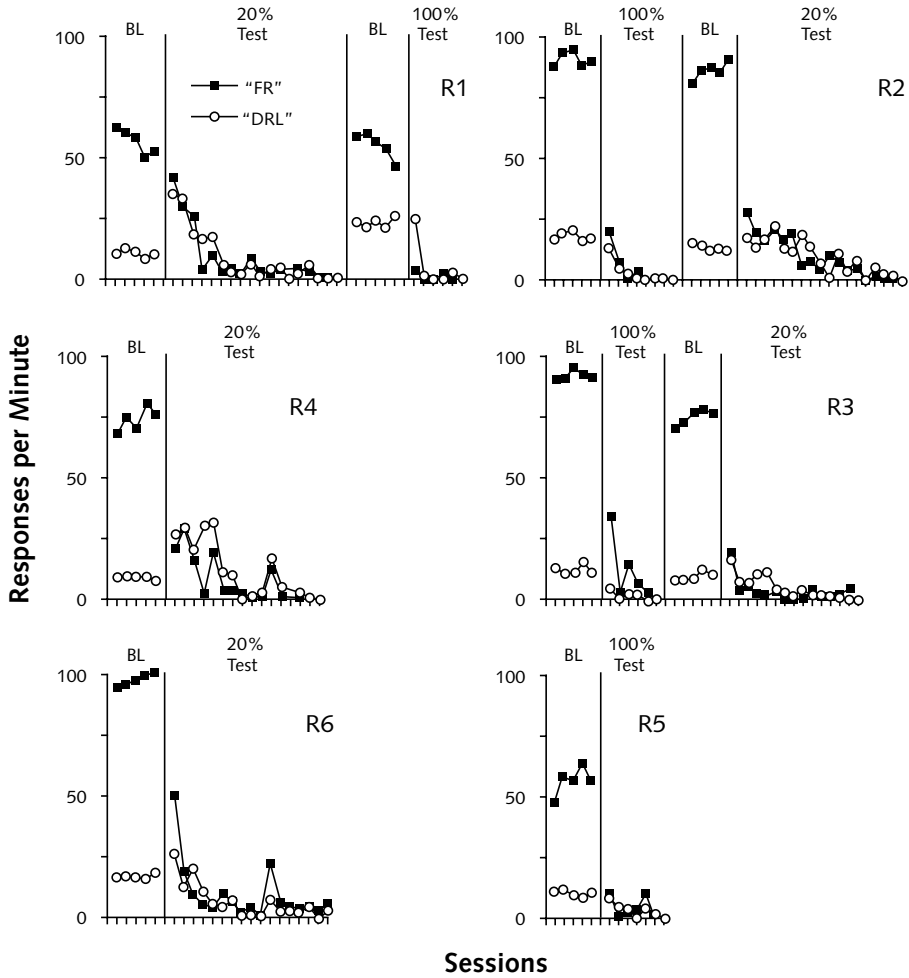 BL
20%
Test
BL
100%
Test
100
50
0
"FR"
"DRL"
R1
BL
100%
Test
BL
20%
Test
100
50
0
R2
BL
20%
Test
100
50
0
R4
BL
100%
Test
BL
20%
Test
100
50
0
R3
BL
20%
Test
100
50
0
R6
BL
100%
Test
100
50
0
R5
Responses per Minute
Sessions